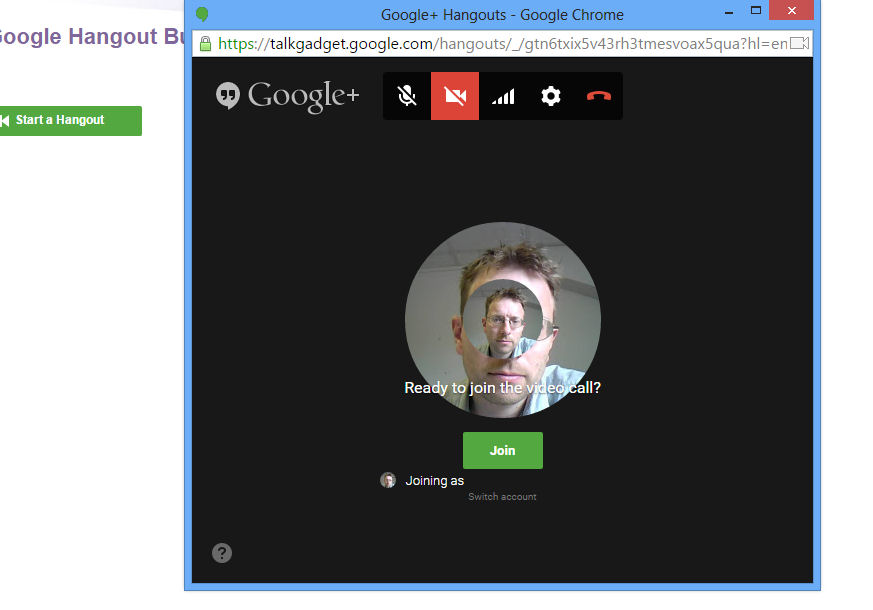 Google+ Hangouts - Google Chrome
https://talkgadget.google.com/hangouts/_/gtn6txix5v43rh3tmesvoax5qua?hl=en
oogle Hangout Bu
Google+
Start a Hangout
Ready to join the video call?
Join
Joining as
Switch account
?